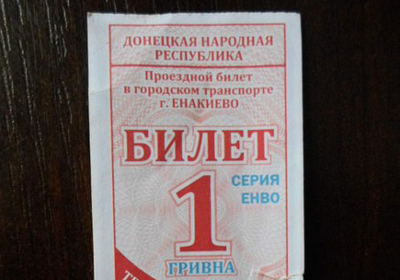 ДОНЕЦКАЯ НАРОДНАЯ
РЕСПУБЛИКА
Проездной билет
в городском транспорте
г. ЕНАКИЕВО
БИЛЕТ
1
СЕРИЯ
ЕНВО
ГРИВНА